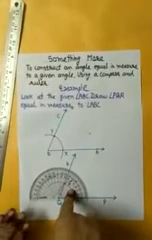 Something More
To construct an angle equal in measure
to a given angle, Using a compass and
ruler.
Example
Look at the given ∠ABC. Draw ∠PQR
equal in measure to ∠ABC
C
Y
B
X
A
R
P